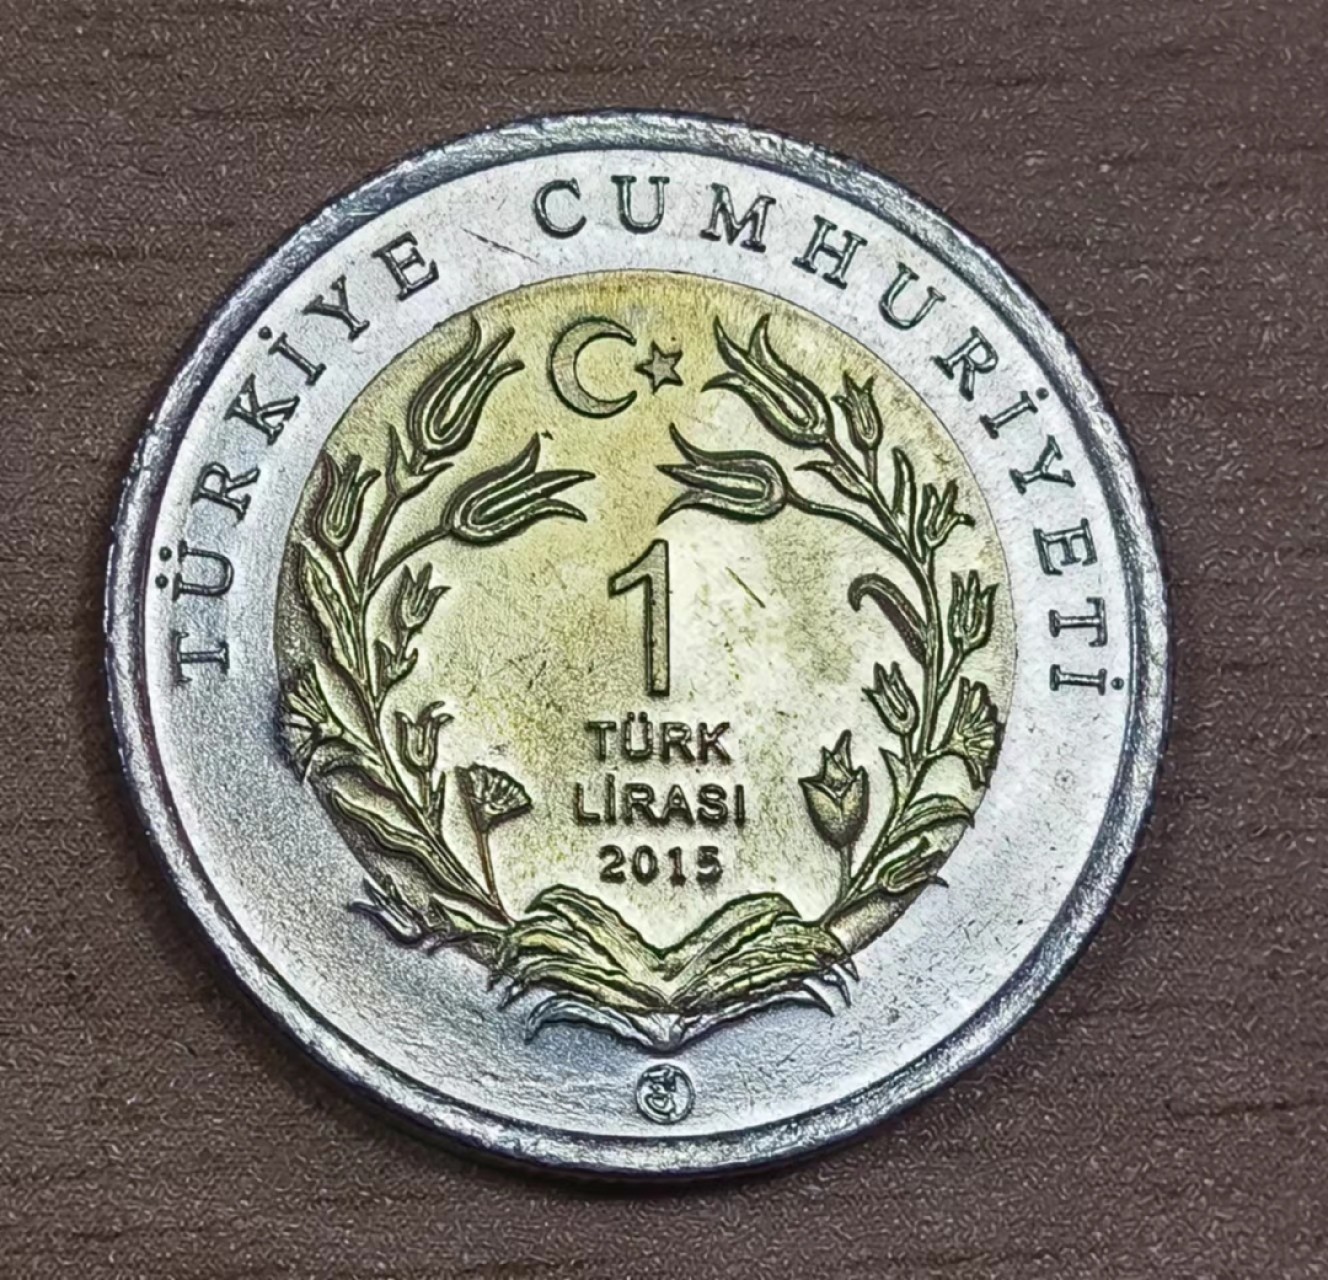 TÜRKİYE CUMHURİYETİ
1
TÜRK
LİRASI
2015